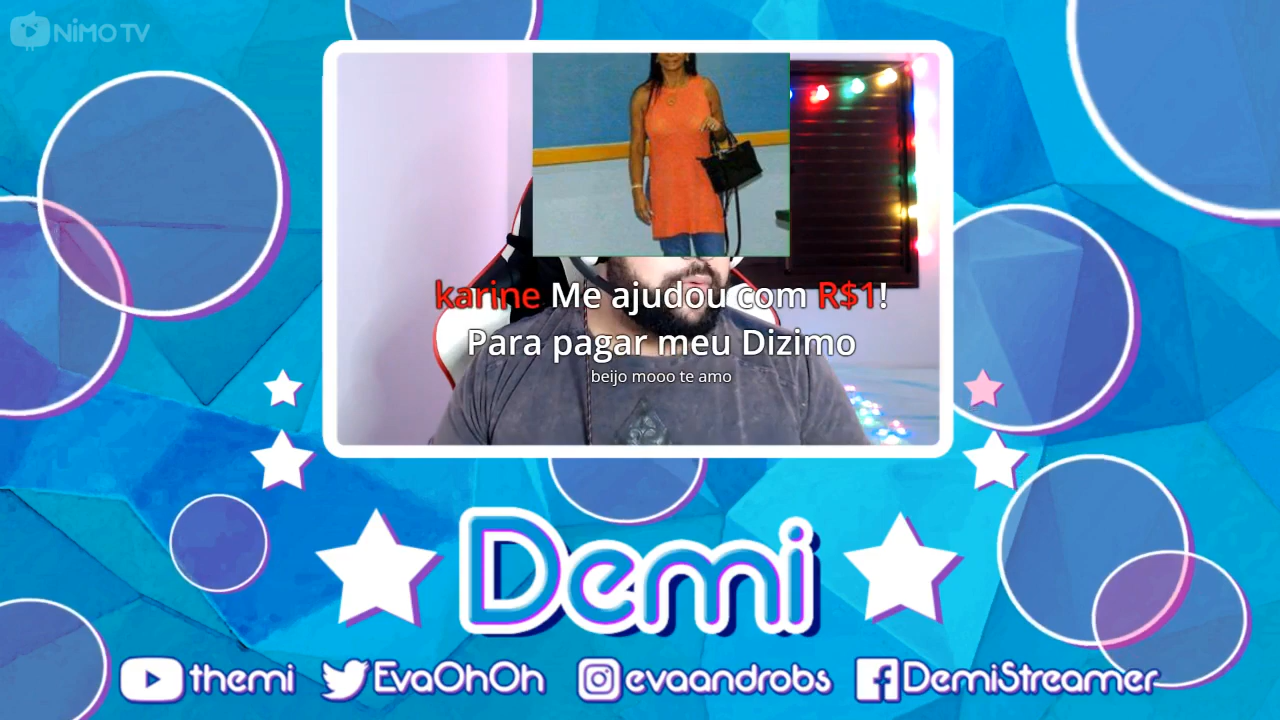 NIMO TV
karine Me ajudou com R$1!
Para pagar meu Dizimo
beijo mooo te amo
Demi
themi EvaOhOh evaandrobs DemiStreamer